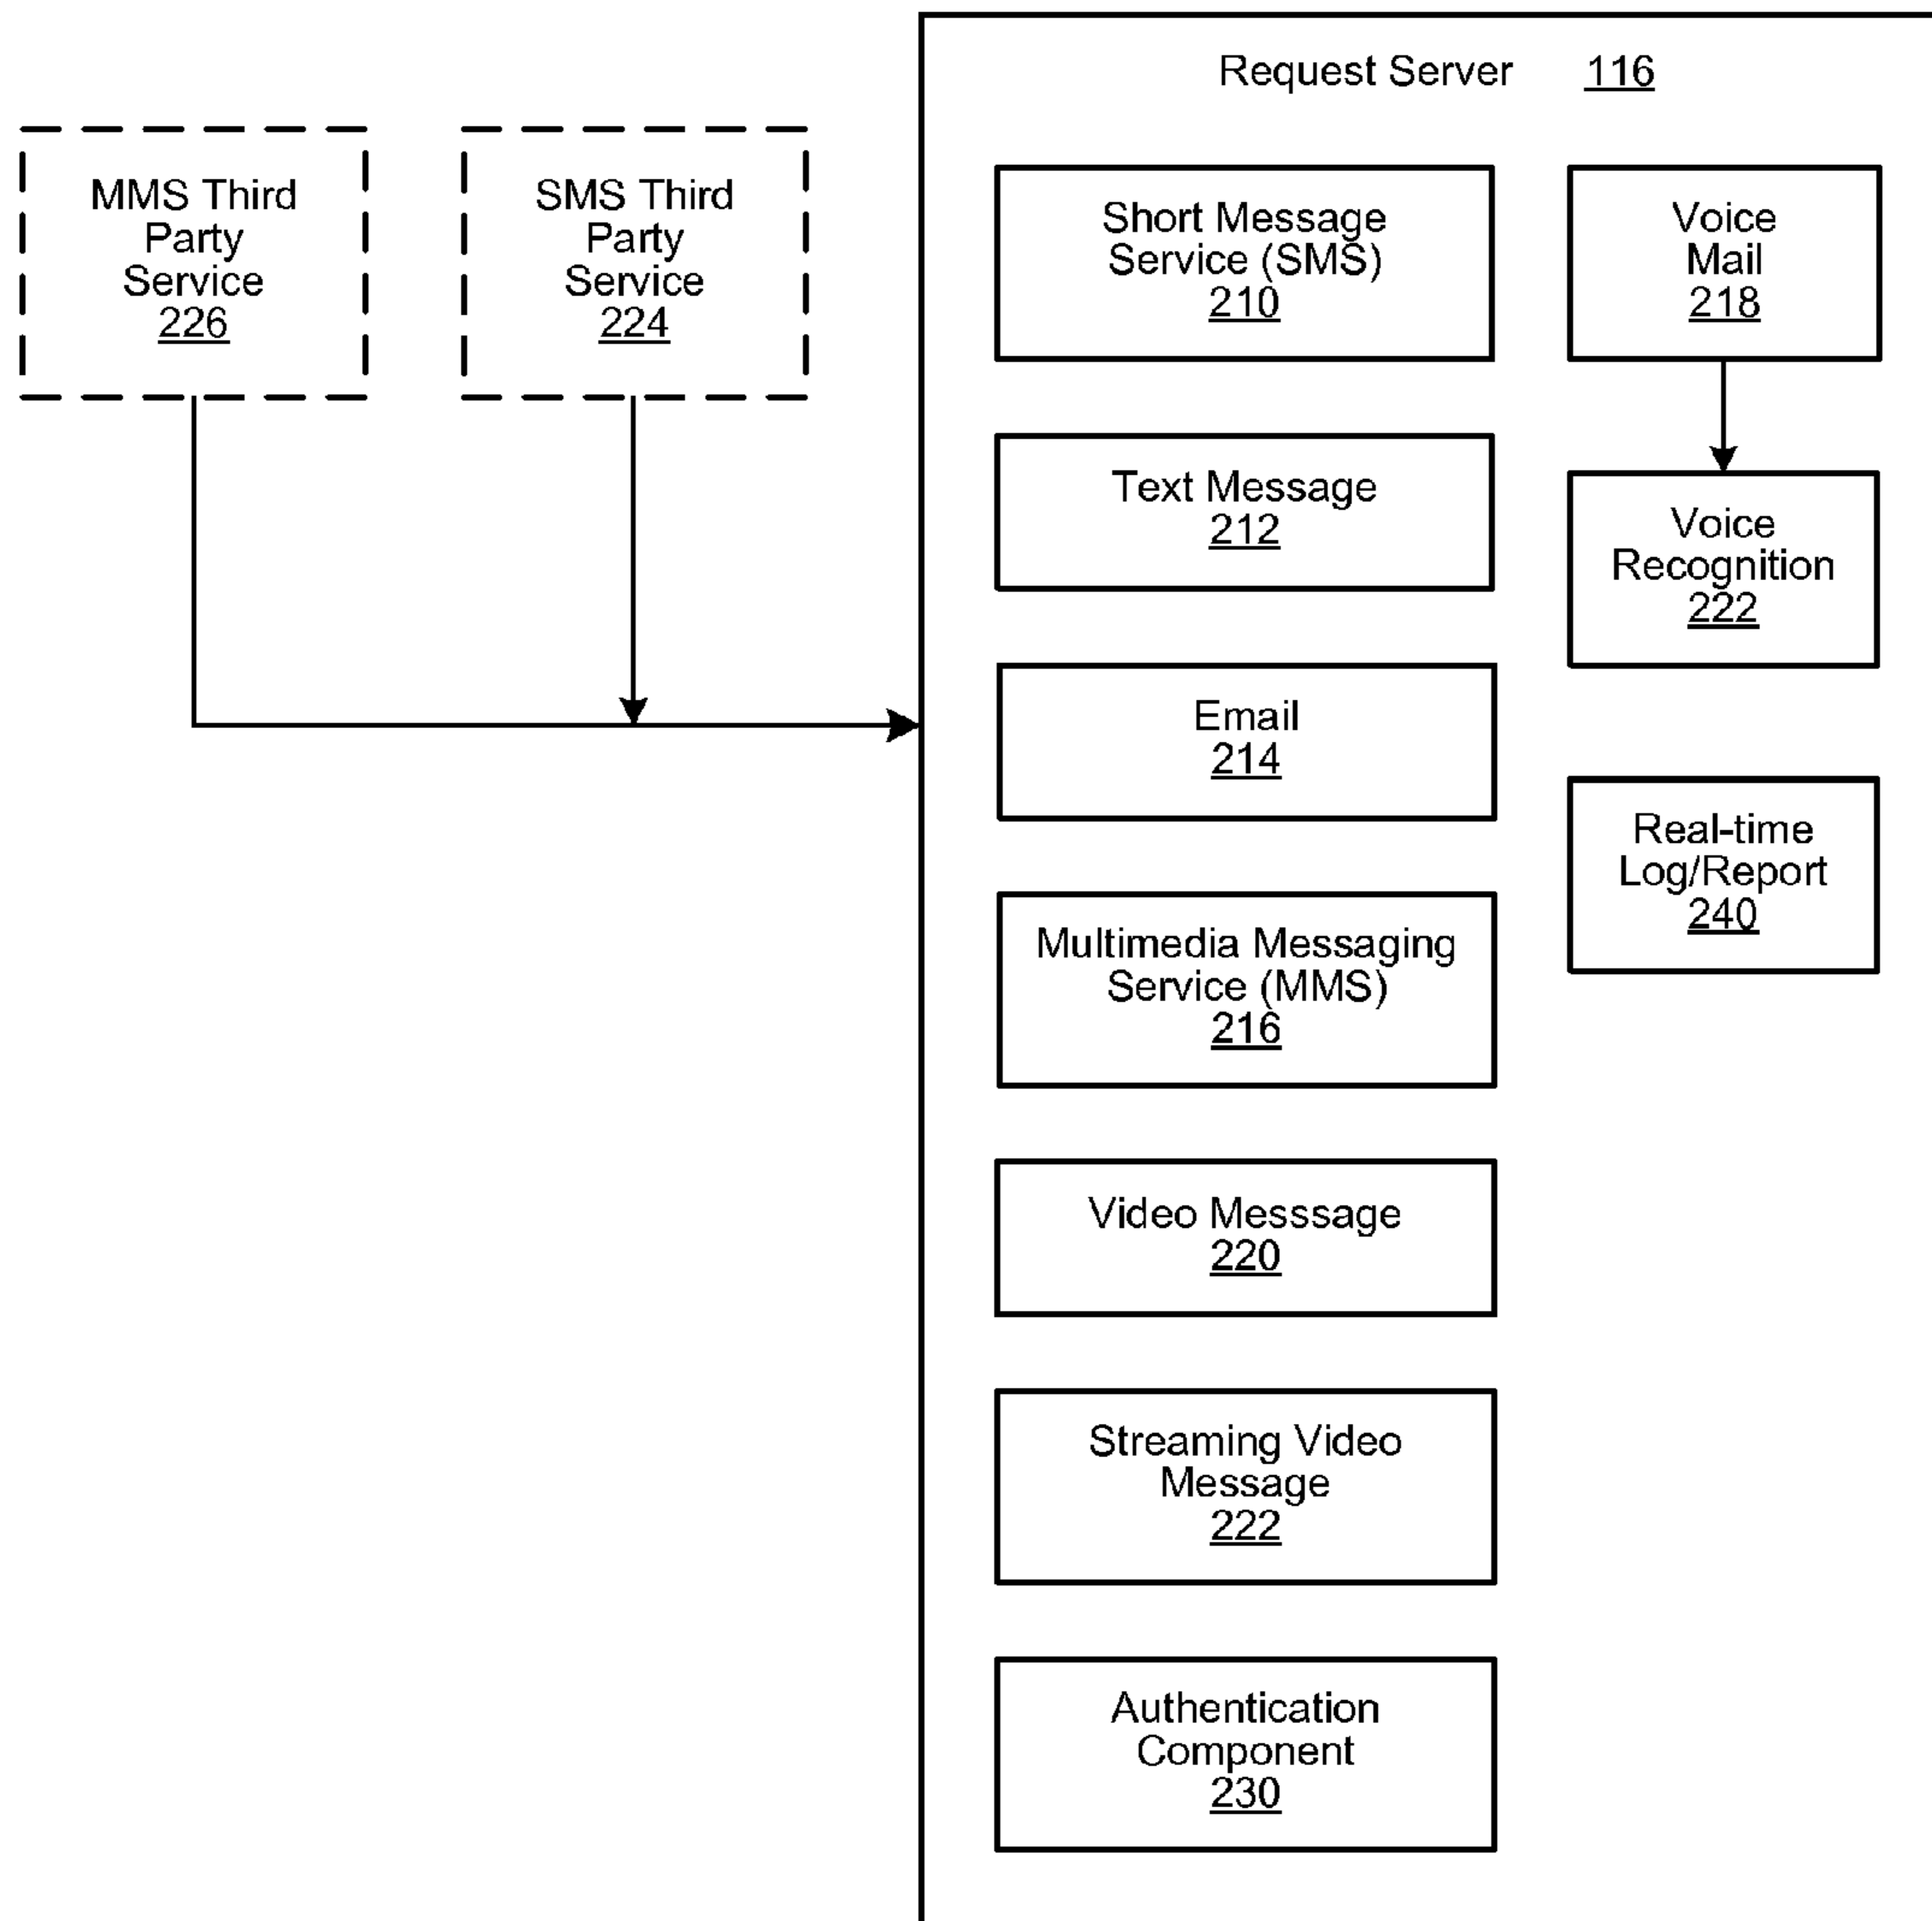 Request Server 116
MMS Third
Party
Service
226
SMS Third
Party
Service
224
Short Message
Service (SMS)
210
Voice
Mail
218
Text Message
212
Voice
Recognition
222
Email
214
Real-time
Log/Report
240
Multimedia Messaging
Service (MMS)
216
Video Messsage
220
Streaming Video
Message
222
Authentication
Component
230